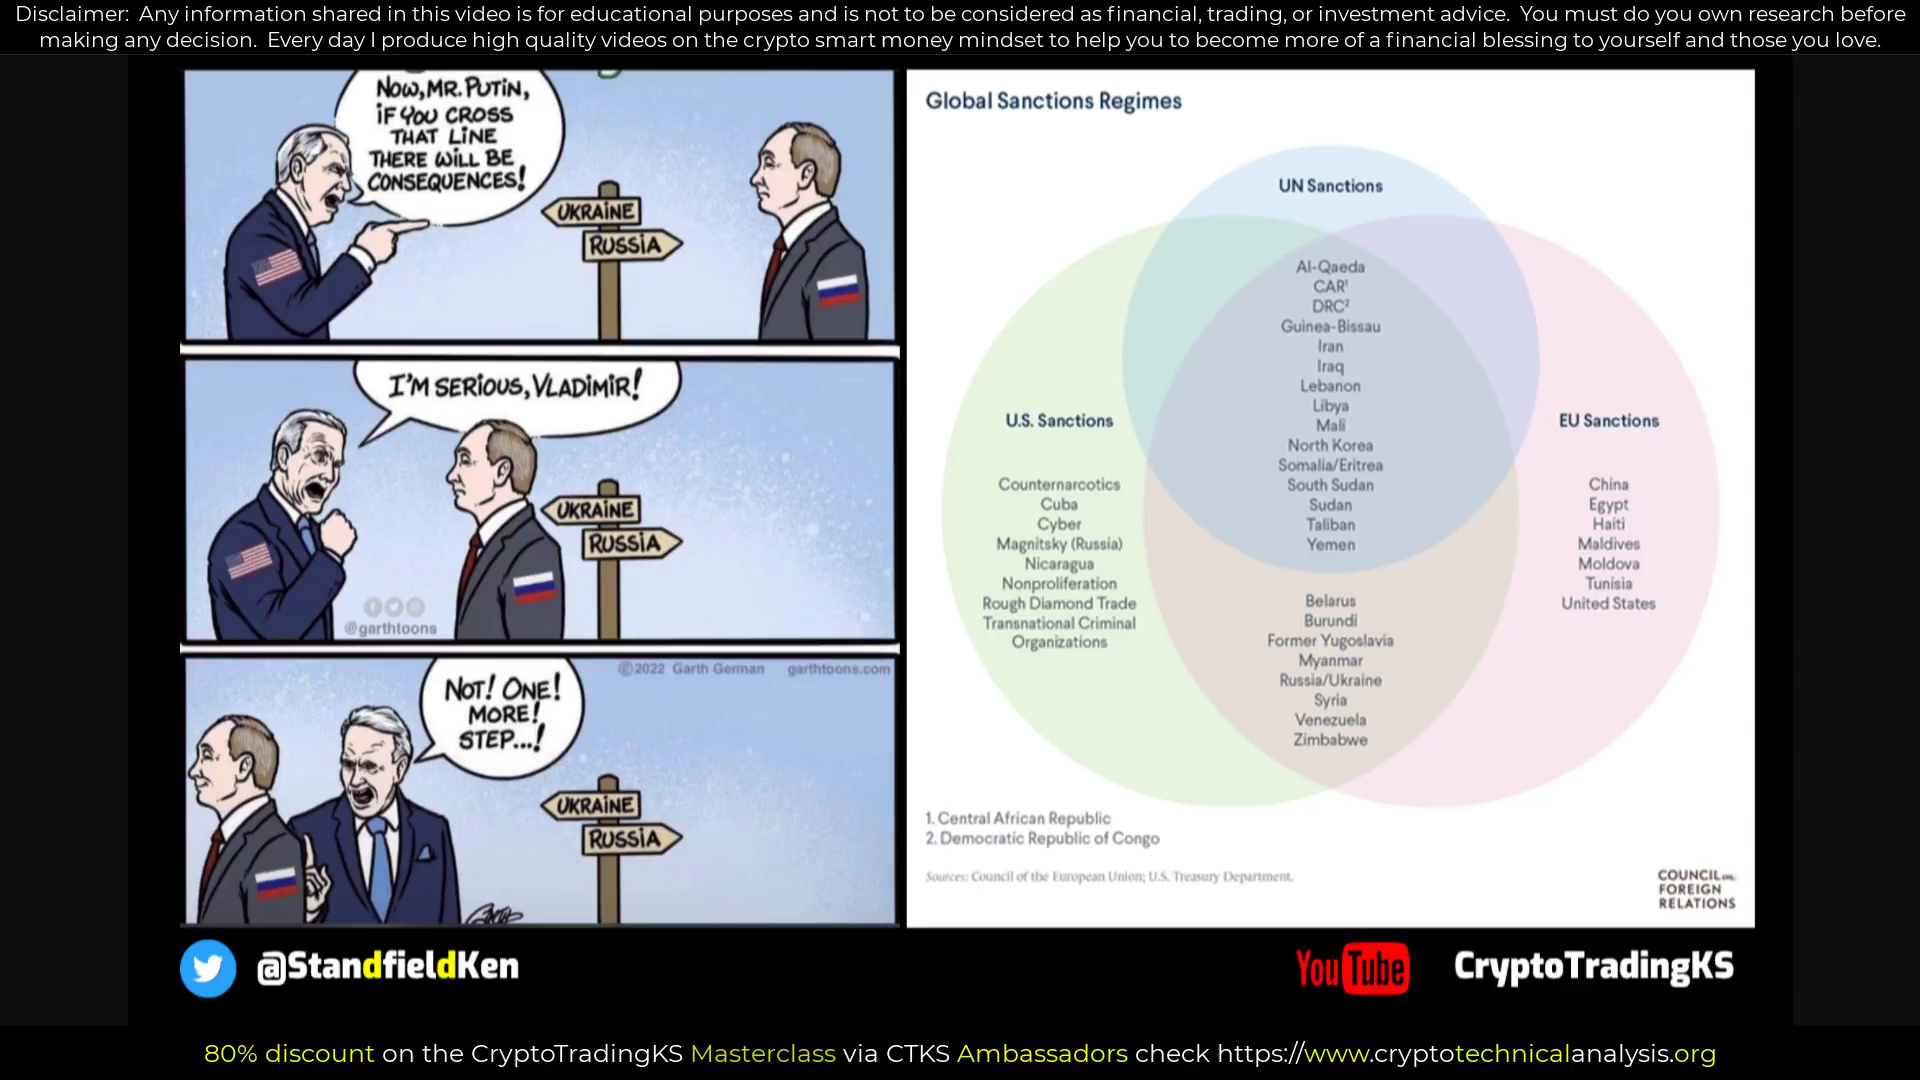 Disclaimer: Any information shared in this video is for educational purposes and is not to be considered as financial, trading, or investment advice. You must do you own research before
making any decision. Every day I produce high quality videos on the crypto smart money mindset to help you to become more of a financial blessing to yourself and those you love.
NOW, MR. PUTIN,
IF YOU CROSS
THAT LINE
THERE WILL BE
CONSEQUENCES!
UKRAINE
RUSSIA
I'M SERIOUS, VLADIMIR!
UKRAINE
RUSSIA
@garthtoons
©2022 Garth German garthtoons.com
NOT! ONE!
MORE!
STEP...!
UKRAINE
RUSSIA
Global Sanctions Regimes
UN Sanctions
Al-Qaeda
CAR¹
DRC²
Guinea-Bissau
Iran
Iraq
Lebanon
Libya
Mali
North Korea
Somalia/Eritrea
South Sudan
Sudan
Taliban
Yemen
U.S. Sanctions
Counternarcotics
Cuba
Cyber
Magnitsky (Russia)
Nicaragua
Nonproliferation
Rough Diamond Trade
Transnational Criminal
Organizations
EU Sanctions
China
Egypt
Haiti
Maldives
Moldova
Tunisia
United States
Belarus
Burundi
Former Yugoslavia
Myanmar
Russia/Ukraine
Syria
Venezuela
Zimbabwe
1. Central African Republic
2. Democratic Republic of Congo
Sources: Council of the European Union; U.S. Treasury Department.
COUNCIL on
FOREIGN
RELATIONS
@StandfieldKen
YouTube
CryptoTradingKS
80% discount on the CryptoTradingKS Masterclass via CTKS Ambassadors check https://www.cryptotechnicalanalysis.org